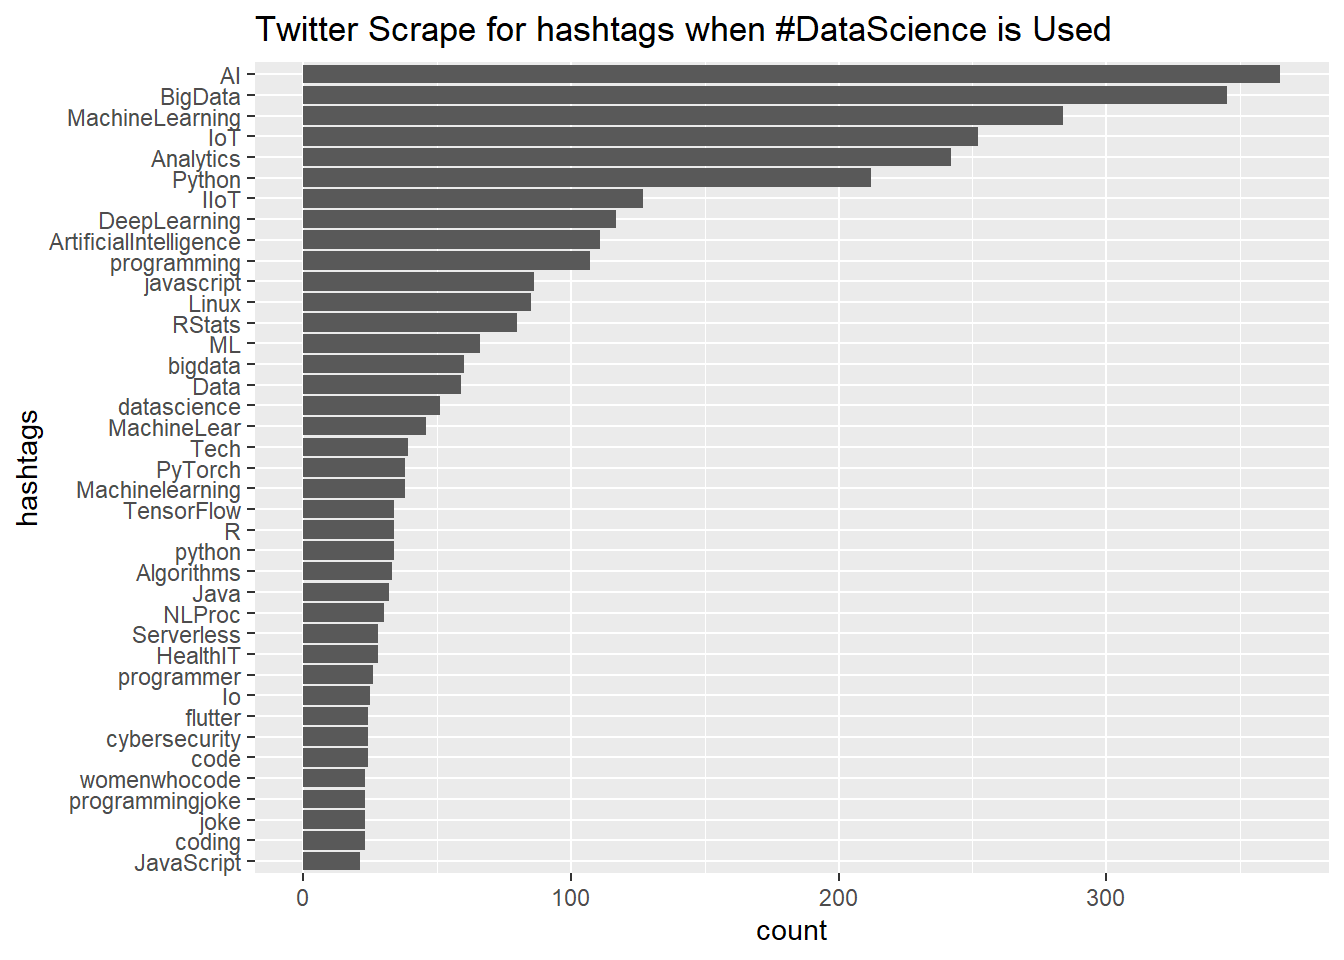 Twitter Scrape for hashtags when #DataScience is Used
hashtags
AI
BigData
MachineLearning
IoT
Analytics
Python
IIoT
DeepLearning
ArtificialIntelligence
programming
javascript
Linux
RStats
ML
bigdata
Data
datascience
MachineLear
Tech
PyTorch
Machinelearning
TensorFlow
R
python
Algorithms
Java
NLProc
Serverless
HealthIT
programmer
Io
flutter
cybersecurity
code
womenwhocode
programmingjoke
joke
coding
JavaScript
0 100 200 300
count